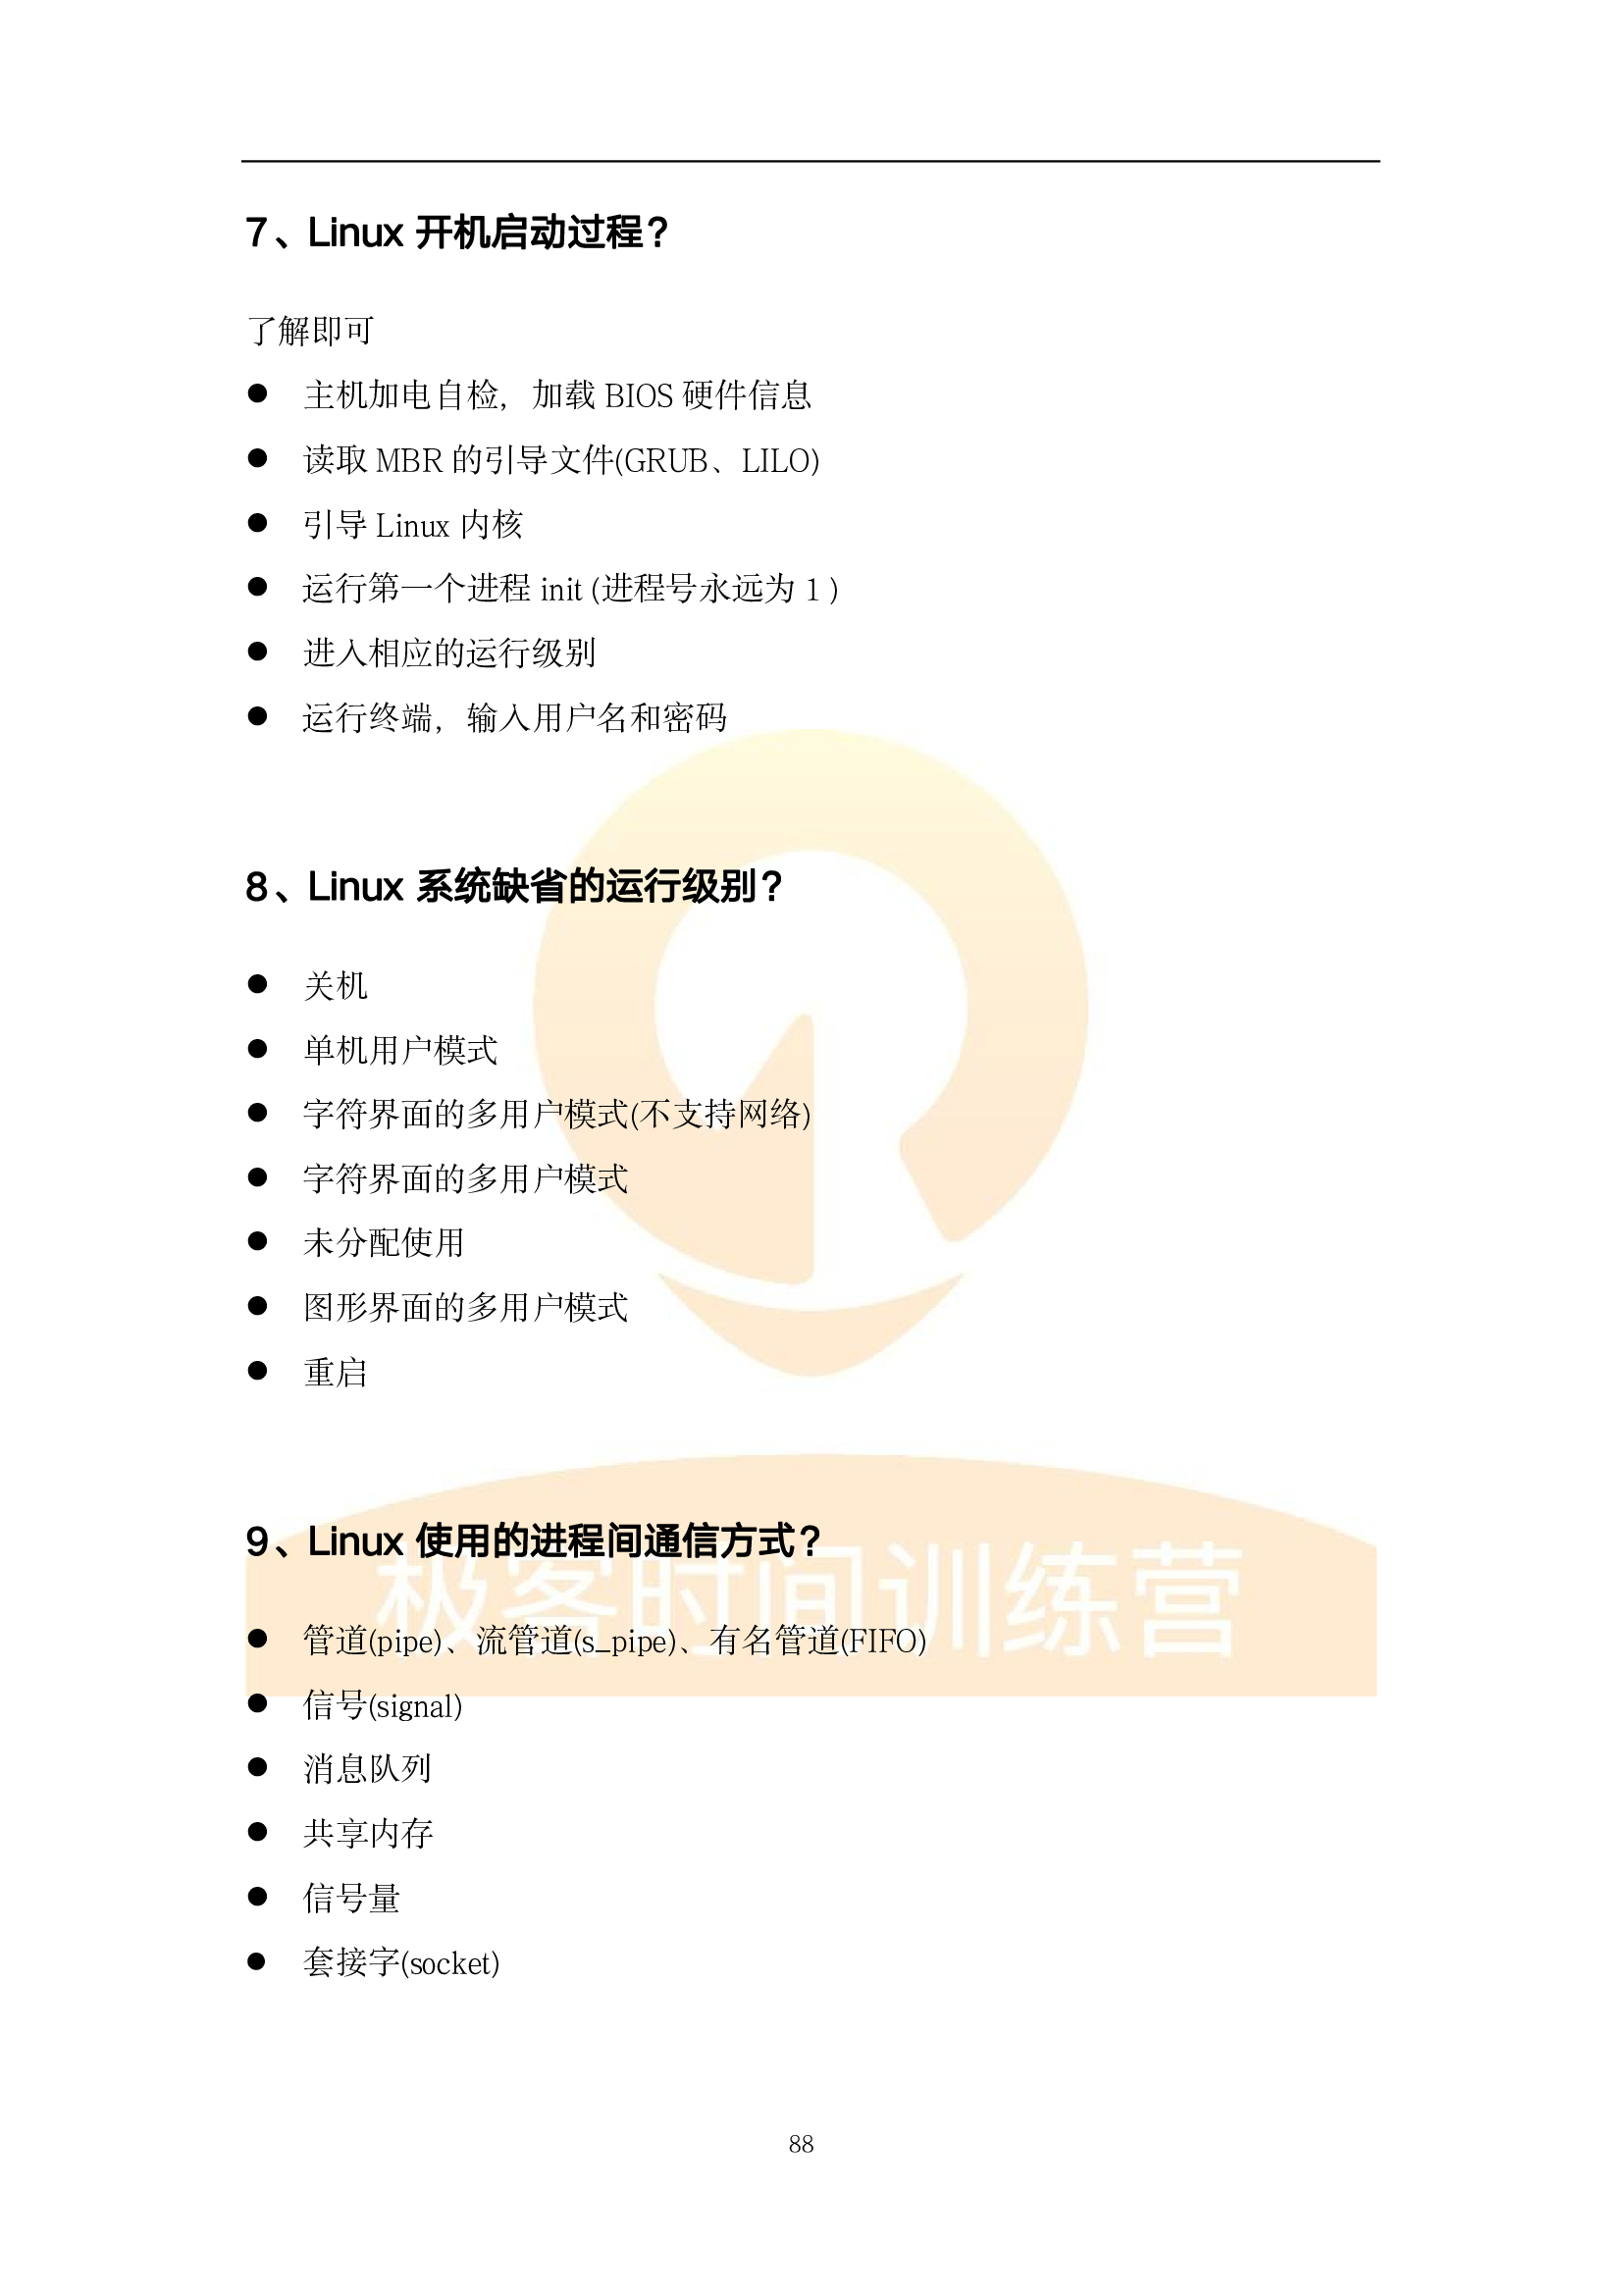 7、Linux 开机启动过程？
了解即可
● 主机加电自检，加载 BIOS 硬件信息
● 读取 MBR 的引导文件(GRUB、LILO)
● 引导 Linux 内核
● 运行第一个进程 init (进程号永远为 1 )
● 进入相应的运行级别
● 运行终端，输入用户名和密码
8、Linux 系统缺省的运行级别？
● 关机
● 单机用户模式
● 字符界面的多用户模式(不支持网络)
● 字符界面的多用户模式
● 未分配使用
● 图形界面的多用户模式
● 重启
9、Linux 使用的进程间通信方式？
极客时间训练营
● 管道(pipe)、流管道(s_pipe)、有名管道(FIFO)
● 信号(signal)
● 消息队列
● 共享内存
● 信号量
● 套接字(socket)
88